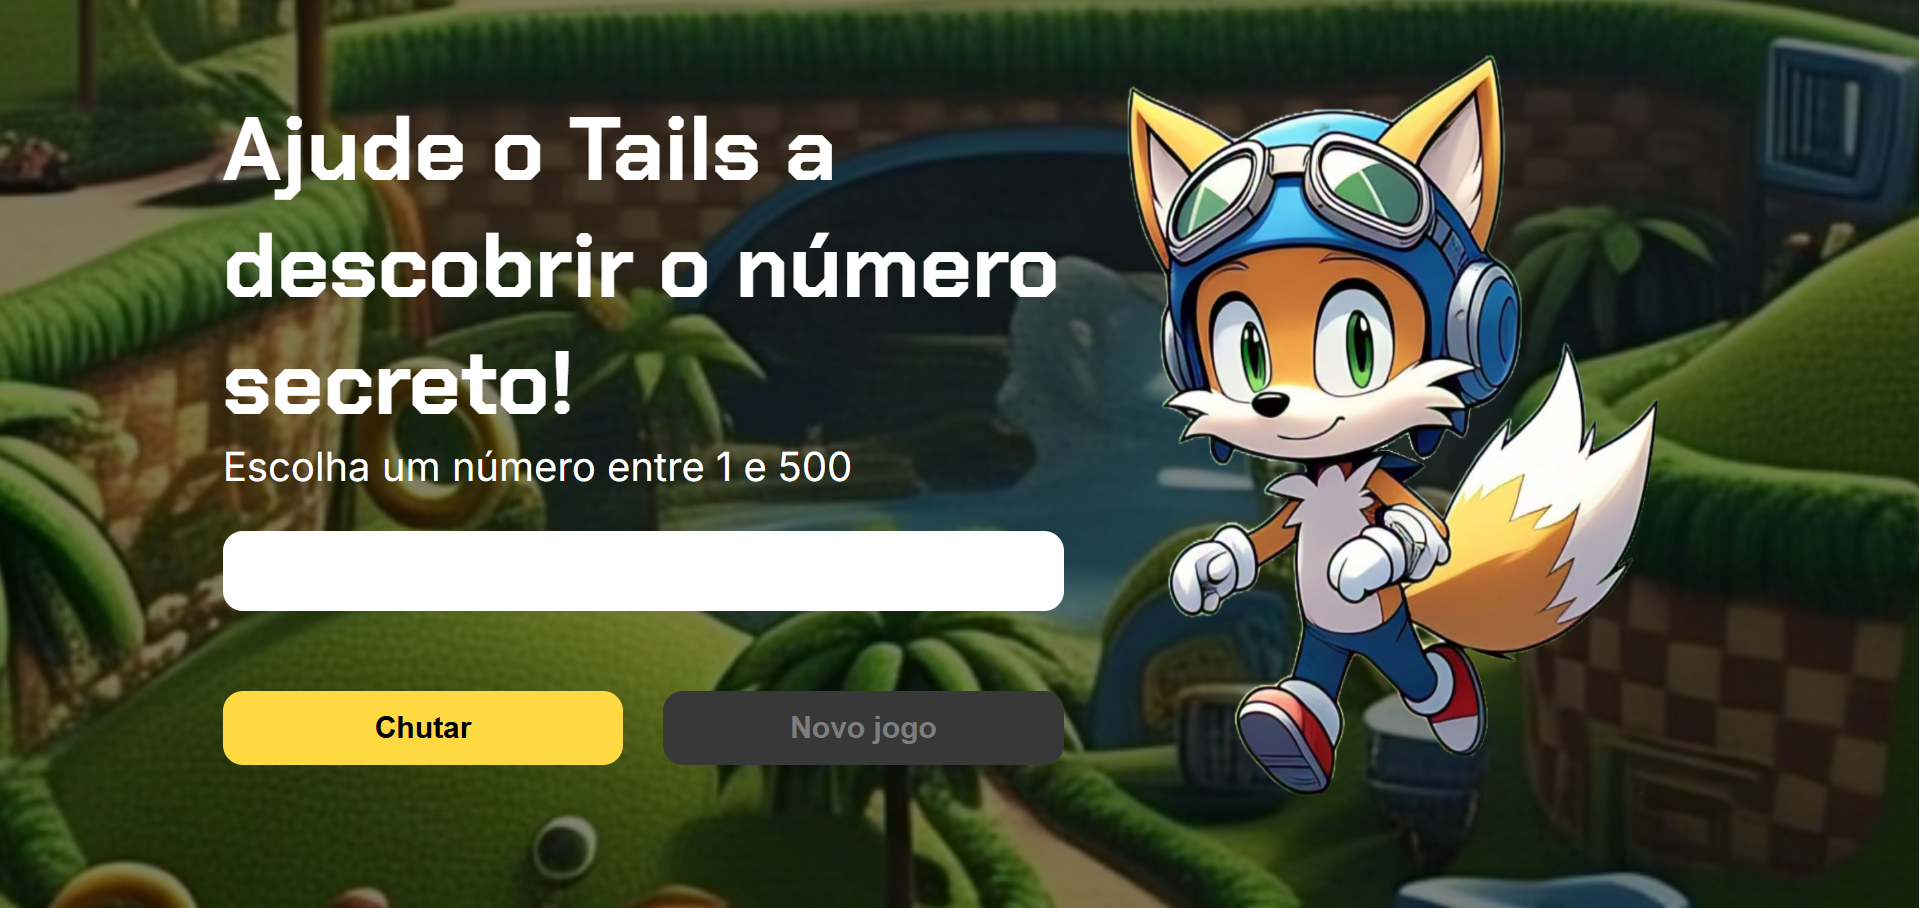 Ajude o Tails a
descobrir o número
secreto!
Escolha um número entre 1 e 500
Chutar
Novo jogo